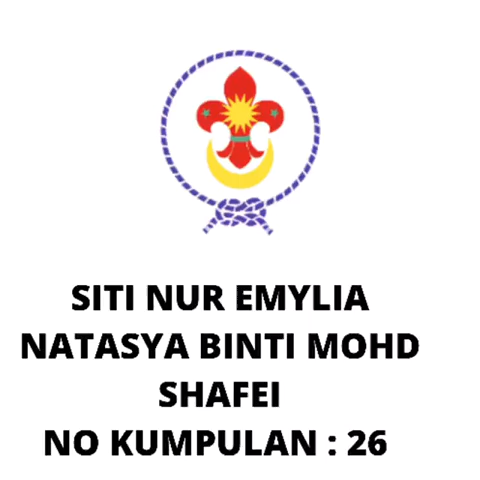 SITI NUR EMYLIA
NATASYA BINTI MOHD
SHAFEI
NO KUMPULAN : 26